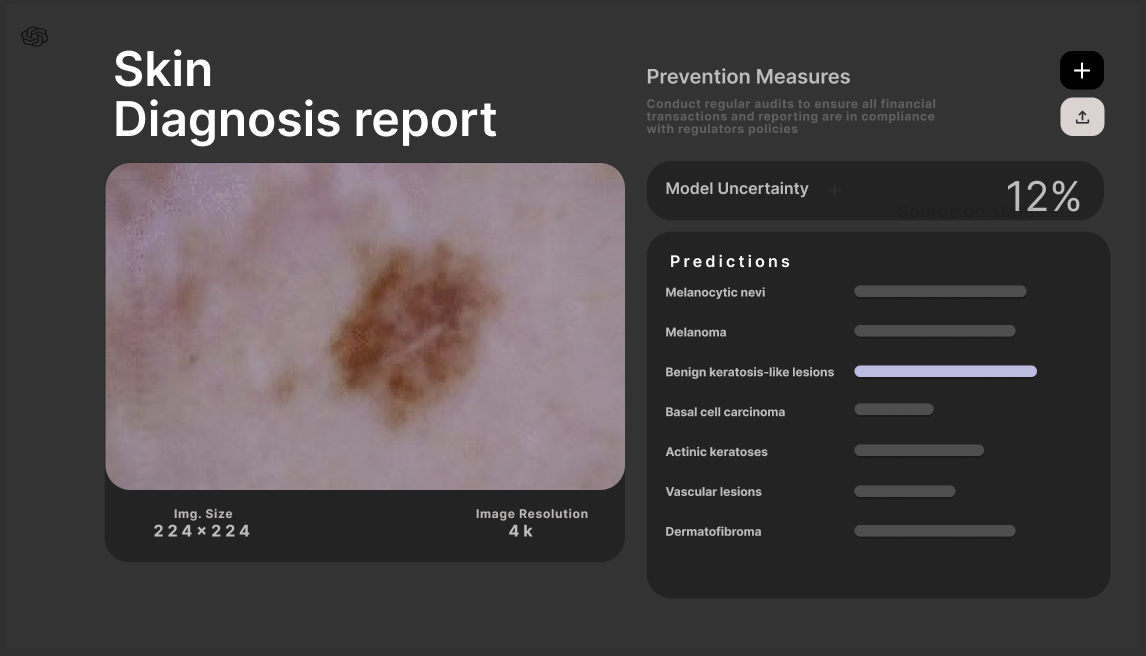 Skin
Diagnosis report
Prevention Measures
Conduct regular audits to ensure all financial
transactions and reporting are in compliance
with regulators policies
Model Uncertainty
12%
Source on
Predictions
Melanocytic nevi
Melanoma
Benign keratosis-like lesions
Basal cell carcinoma
Actinic keratoses
Vascular lesions
Dermatofibroma
Img. Size
224×224
Image Resolution
4k